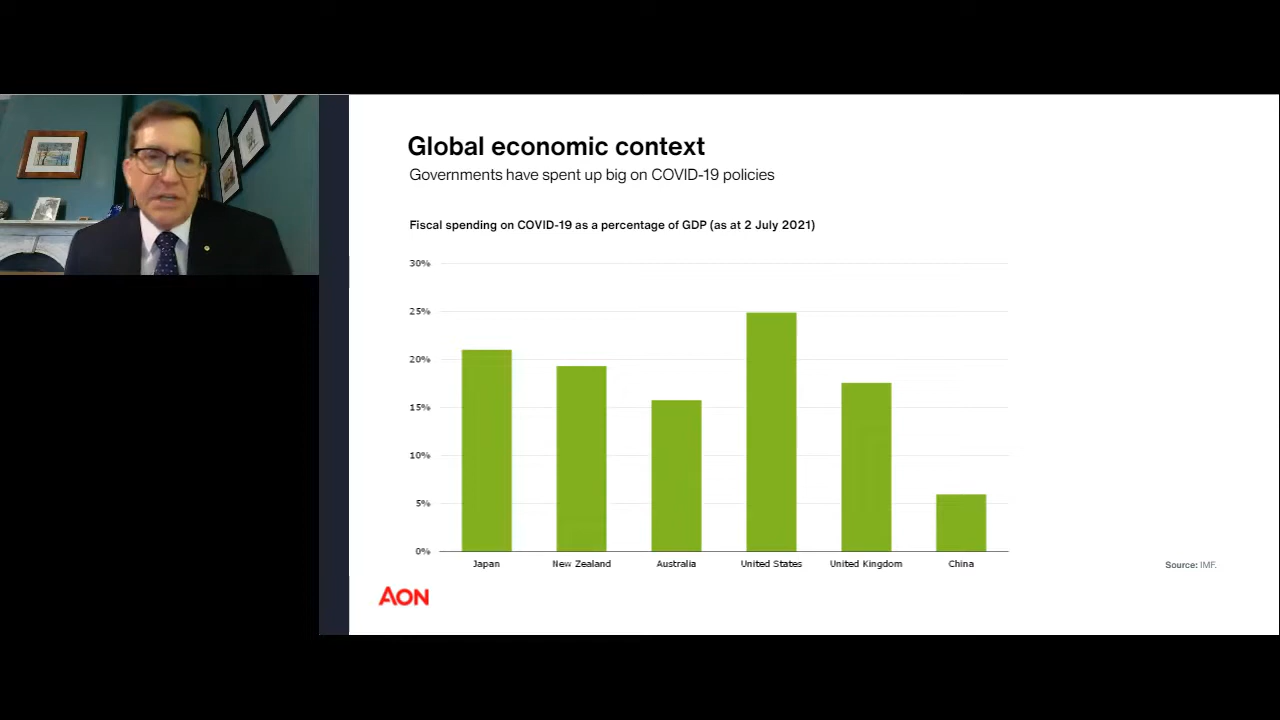 Global economic context
Governments have spent up big on COVID-19 policies
Fiscal spending on COVID-19 as a percentage of GDP (as at 2 July 2021)
30%
25%
20%
15%
10%
5%
0%
Japan New Zealand Australia United States United Kingdom China
Source: IMF.
AON